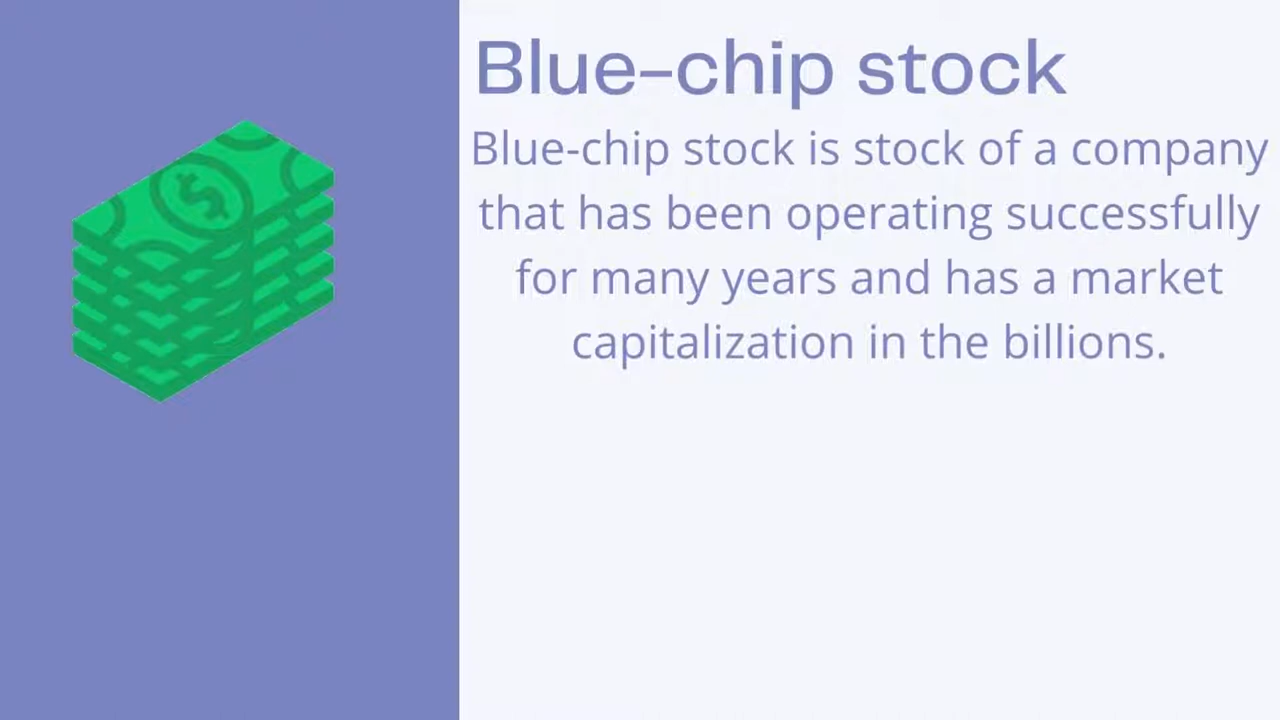 Blue-chip stock
Blue-chip stock is stock of a company
that has been operating successfully
for many years and has a market
capitalization in the billions.
$